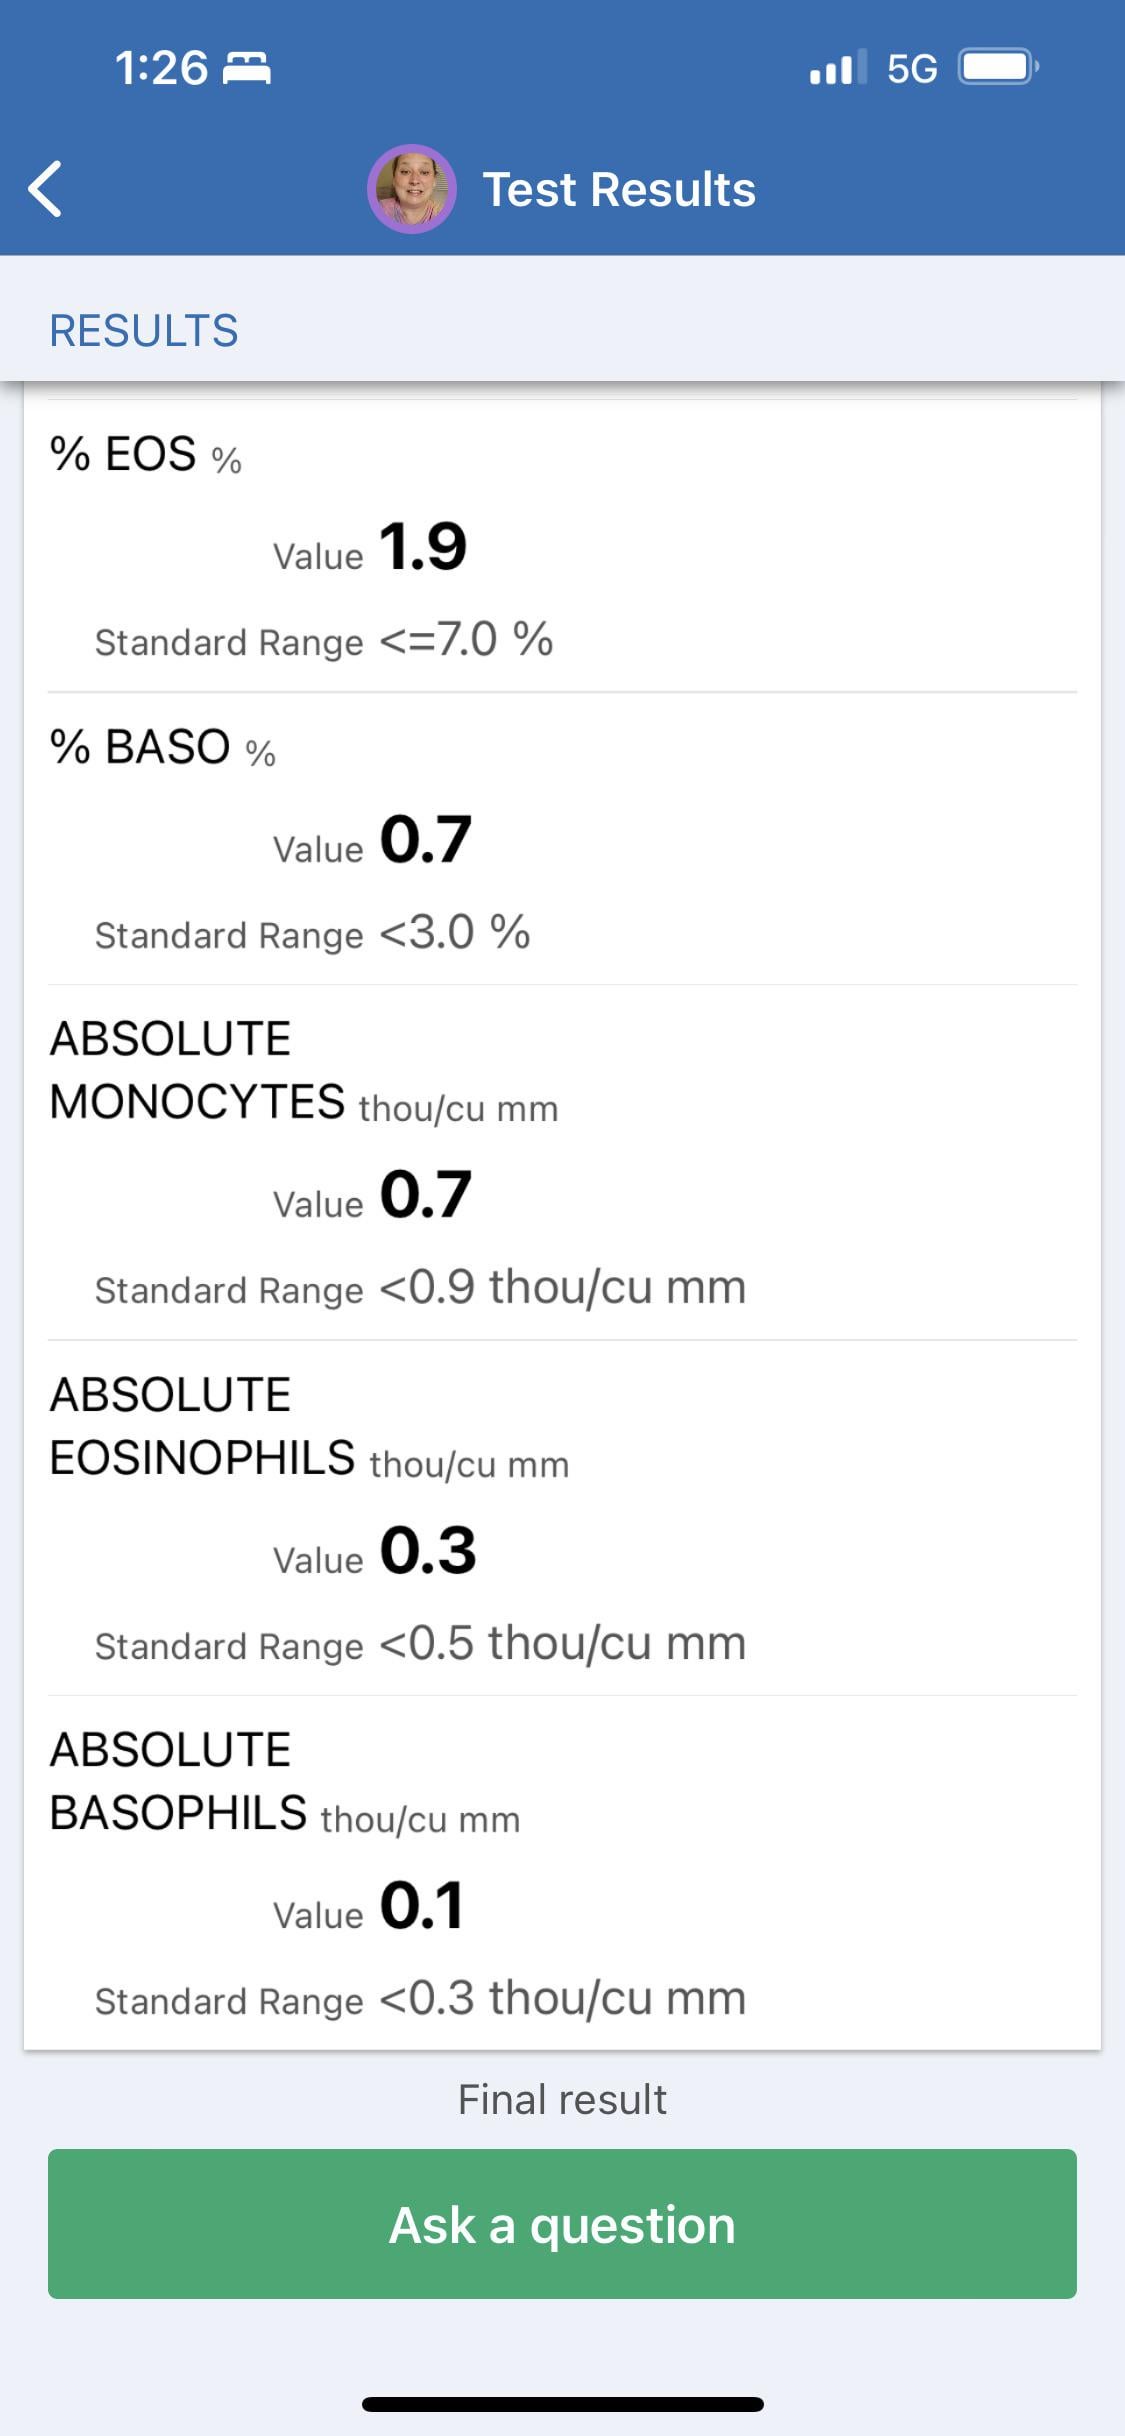 1:26 5G
Test Results
RESULTS
% EOS %
Value 1.9
Standard Range <=7.0 %
% BASO %
Value 0.7
Standard Range <3.0 %
ABSOLUTE
MONOCYTES thou/cu mm
Value 0.7
Standard Range <0.9 thou/cu mm
ABSOLUTE
EOSINOPHILS thou/cu mm
Value 0.3
Standard Range <0.5 thou/cu mm
ABSOLUTE
BASOPHILS thou/cu mm
Value 0.1
Standard Range <0.3 thou/cu mm
Final result
Ask a question